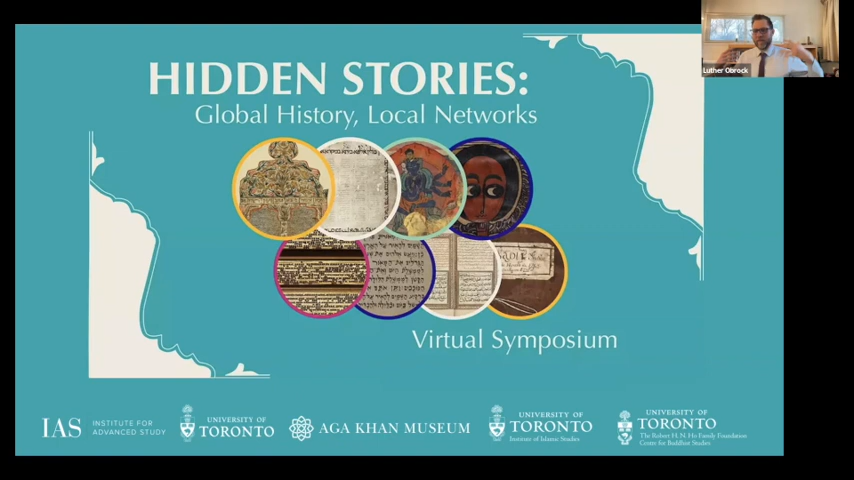 Luther Obrock
HIDDEN STORIES:
Global History, Local Networks
Virtual Symposium
IAS
INSTITUTE FOR
ADVANCED STUDY
UNIVERSITY OF
TORONTO
AGA KHAN MUSEUM
UNIVERSITY OF
TORONTO
Institute of Islamic Studies
UNIVERSITY OF
TORONTO
The Robert H. N. Ho Family Foundation
Centre for Buddhist Studies